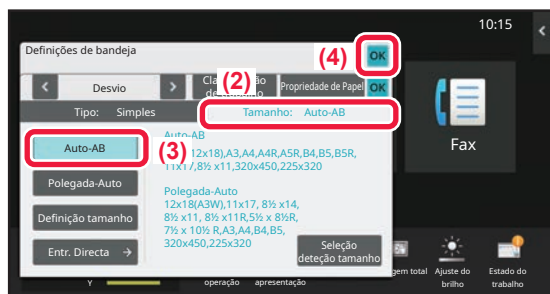 10:15
Definições de bandeja
(4)
OK
Desvio
(2)
Propriedade de Papel
OK
Tipo: Simples
Tamanho: Auto-AB
Auto-AB
(3)
Auto-AB
12x18),A3,A4,A4R,A5R,B4,B5,B5R,
11x17,8½ x11,320x450,225x320
Fax
Polegada-Auto
Polegada-Auto
12x18(A3W),11x17, 8½ x14,
8½ x11, 8½ x11R,5½ x 8½R,
7½ x 10½ R,A3,A4,B4,B5,
320x450,225x320
Definição tamanho
Entr. Directa →
Seleção
deteção tamanho
Y
operação
apresentação
gem total
Ajuste do
brilho
Estado do
trabalho